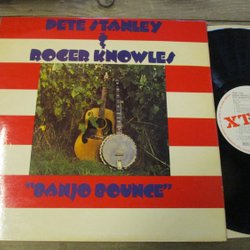 PETE STANLEY
&
ROGER KNOWLES
"BANJO BOUNCE"
XT